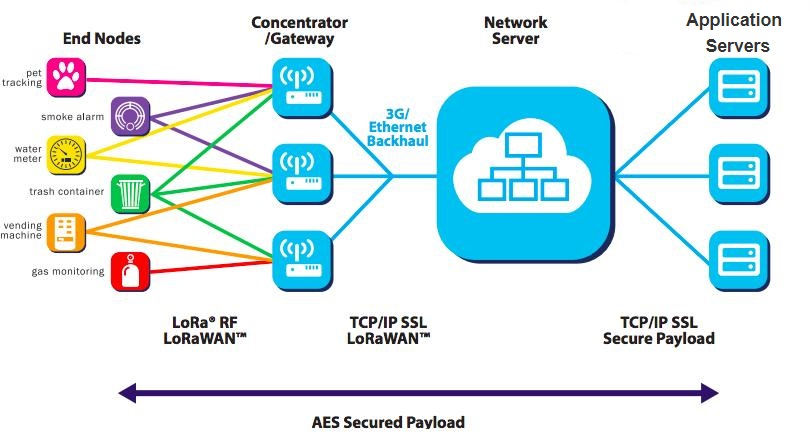 End Nodes
Concentrator
/Gateway
Network
Server
Application
Servers
pet
tracking
smoke alarm
water
meter
trash container
vending
machine
gas monitoring
3G/
Ethernet
Backhaul
LoRa® RF
LoRaWAN™
TCP/IP SSL
LoRaWAN™
TCP/IP SSL
Secure Payload
AES Secured Payload